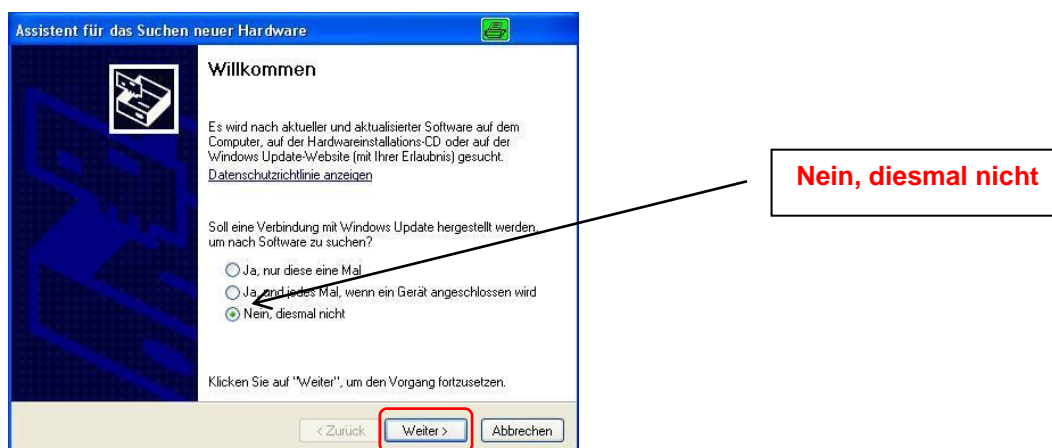 Assistent für das Suchen neuer Hardware
Willkommen
Es wird nach aktueller und aktualisierter Software auf dem
Computer, auf der Hardwareinstallations-CD oder auf der
Windows Update-Website (mit Ihrer Erlaubnis) gesucht.
Datenschutzrichtlinie anzeigen
Soll eine Verbindung mit Windows Update hergestellt werden,
um nach Software zu suchen?
Ja, nur diese eine Mal
Ja, und jedes Mal, wenn ein Gerät angeschlossen wird
Nein, diesmal nicht
Klicken Sie auf "Weiter", um den Vorgang fortzusetzen.
< Zurück
Weiter >
Abbrechen
Nein, diesmal nicht